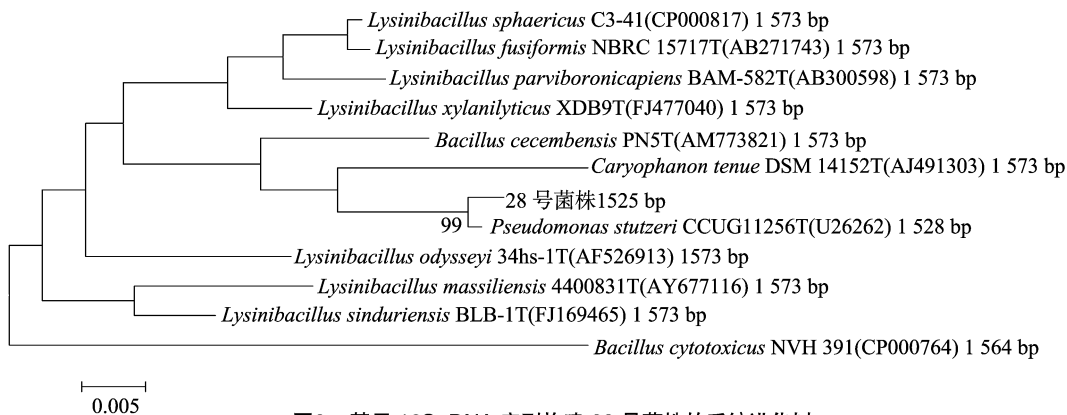 Lysinibacillus sphaericus C3-41(CP000817) 1 573 bp
Lysinibacillus fusiformis NBRC 15717T(AB271743) 1 573 bp
Lysinibacillus parviboronicapiens BAM-582T(AB300598) 1 573 bp
Lysinibacillus xylanilyticus XDB9T(FJ477040) 1 573 bp
Bacillus cecembensis PN5T(AM773821) 1 573 bp
Caryophanon tenue DSM 14152T(AJ491303) 1 573 bp
28 号菌株1525 bp
99
Pseudomonas stutzeri CCUG11256T(U26262) 1 528 bp
Lysinibacillus odysseyi 34hs-1T(AF526913) 1573 bp
Lysinibacillus massiliensis 4400831T(AY677116) 1 573 bp
Lysinibacillus sinduriensis BLB-1T(FJ169465) 1 573 bp
Bacillus cytotoxicus NVH 391(CP000764) 1 564 bp
0.005